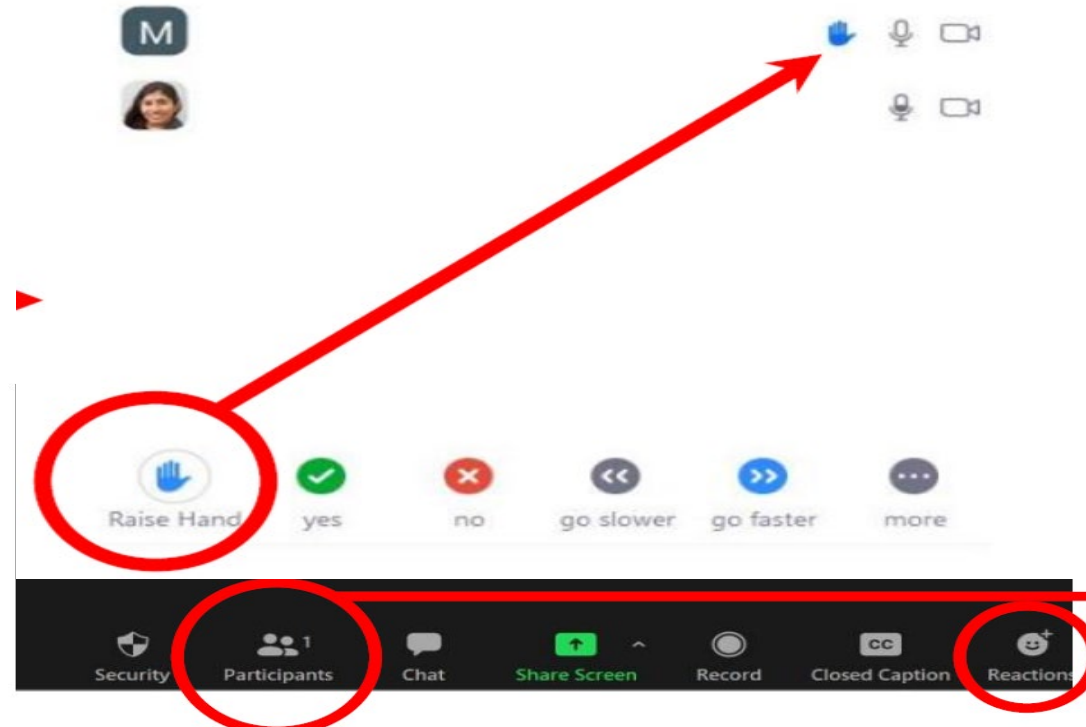 M
Raise Hand yes no go slower go faster more
1
CC
Security Participants Chat Share Screen Record Closed Caption Reactions